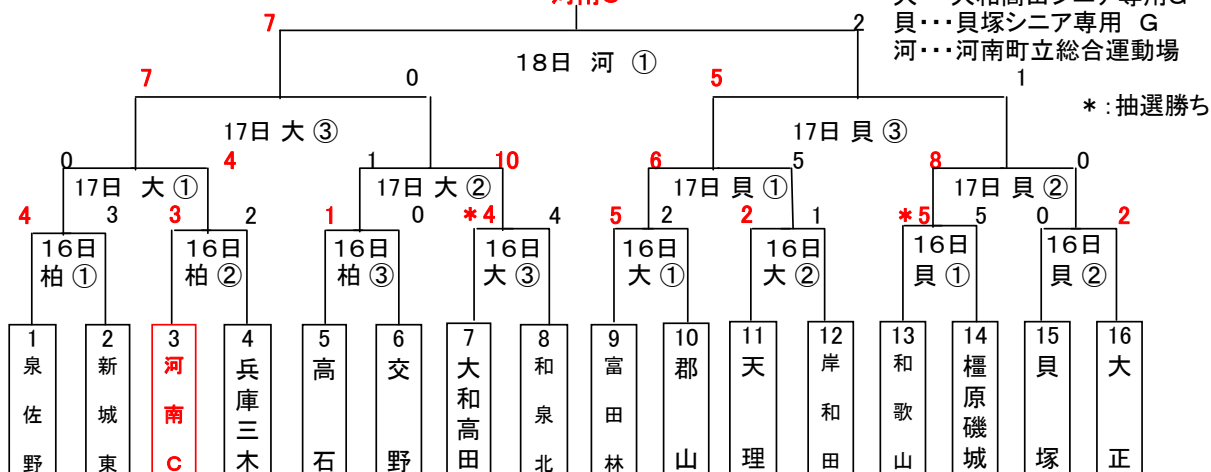 7 2
貝・・・貝塚シニア専用 G
河・・・河南町立総合運動場
18日 河 ①
7 0 5 1
*:抽選勝ち
17日 大 ③ 17日 貝 ③
0 4 1 10 6 5 8 0
17日 大 ① 17日 大 ② 17日 貝 ① 17日 貝 ②
4 3 3 2 1 0 *4 4 5 2 2 1 *5 5 0 2
16日 16日 16日 16日 16日 16日 16日 16日
柏 ① 柏 ② 柏 ③ 大 ③ 大 ① 大 ② 貝 ① 貝 ②
1 2 3 4 5 6 7 8 9 10 11 12 13 14 15 16
泉佐野
新城東
河南C
兵庫三木
高石
交野
大和高田
和泉北
富田林
郡山
天理
岸和田
和歌山
橿原磯城
貝塚
大正